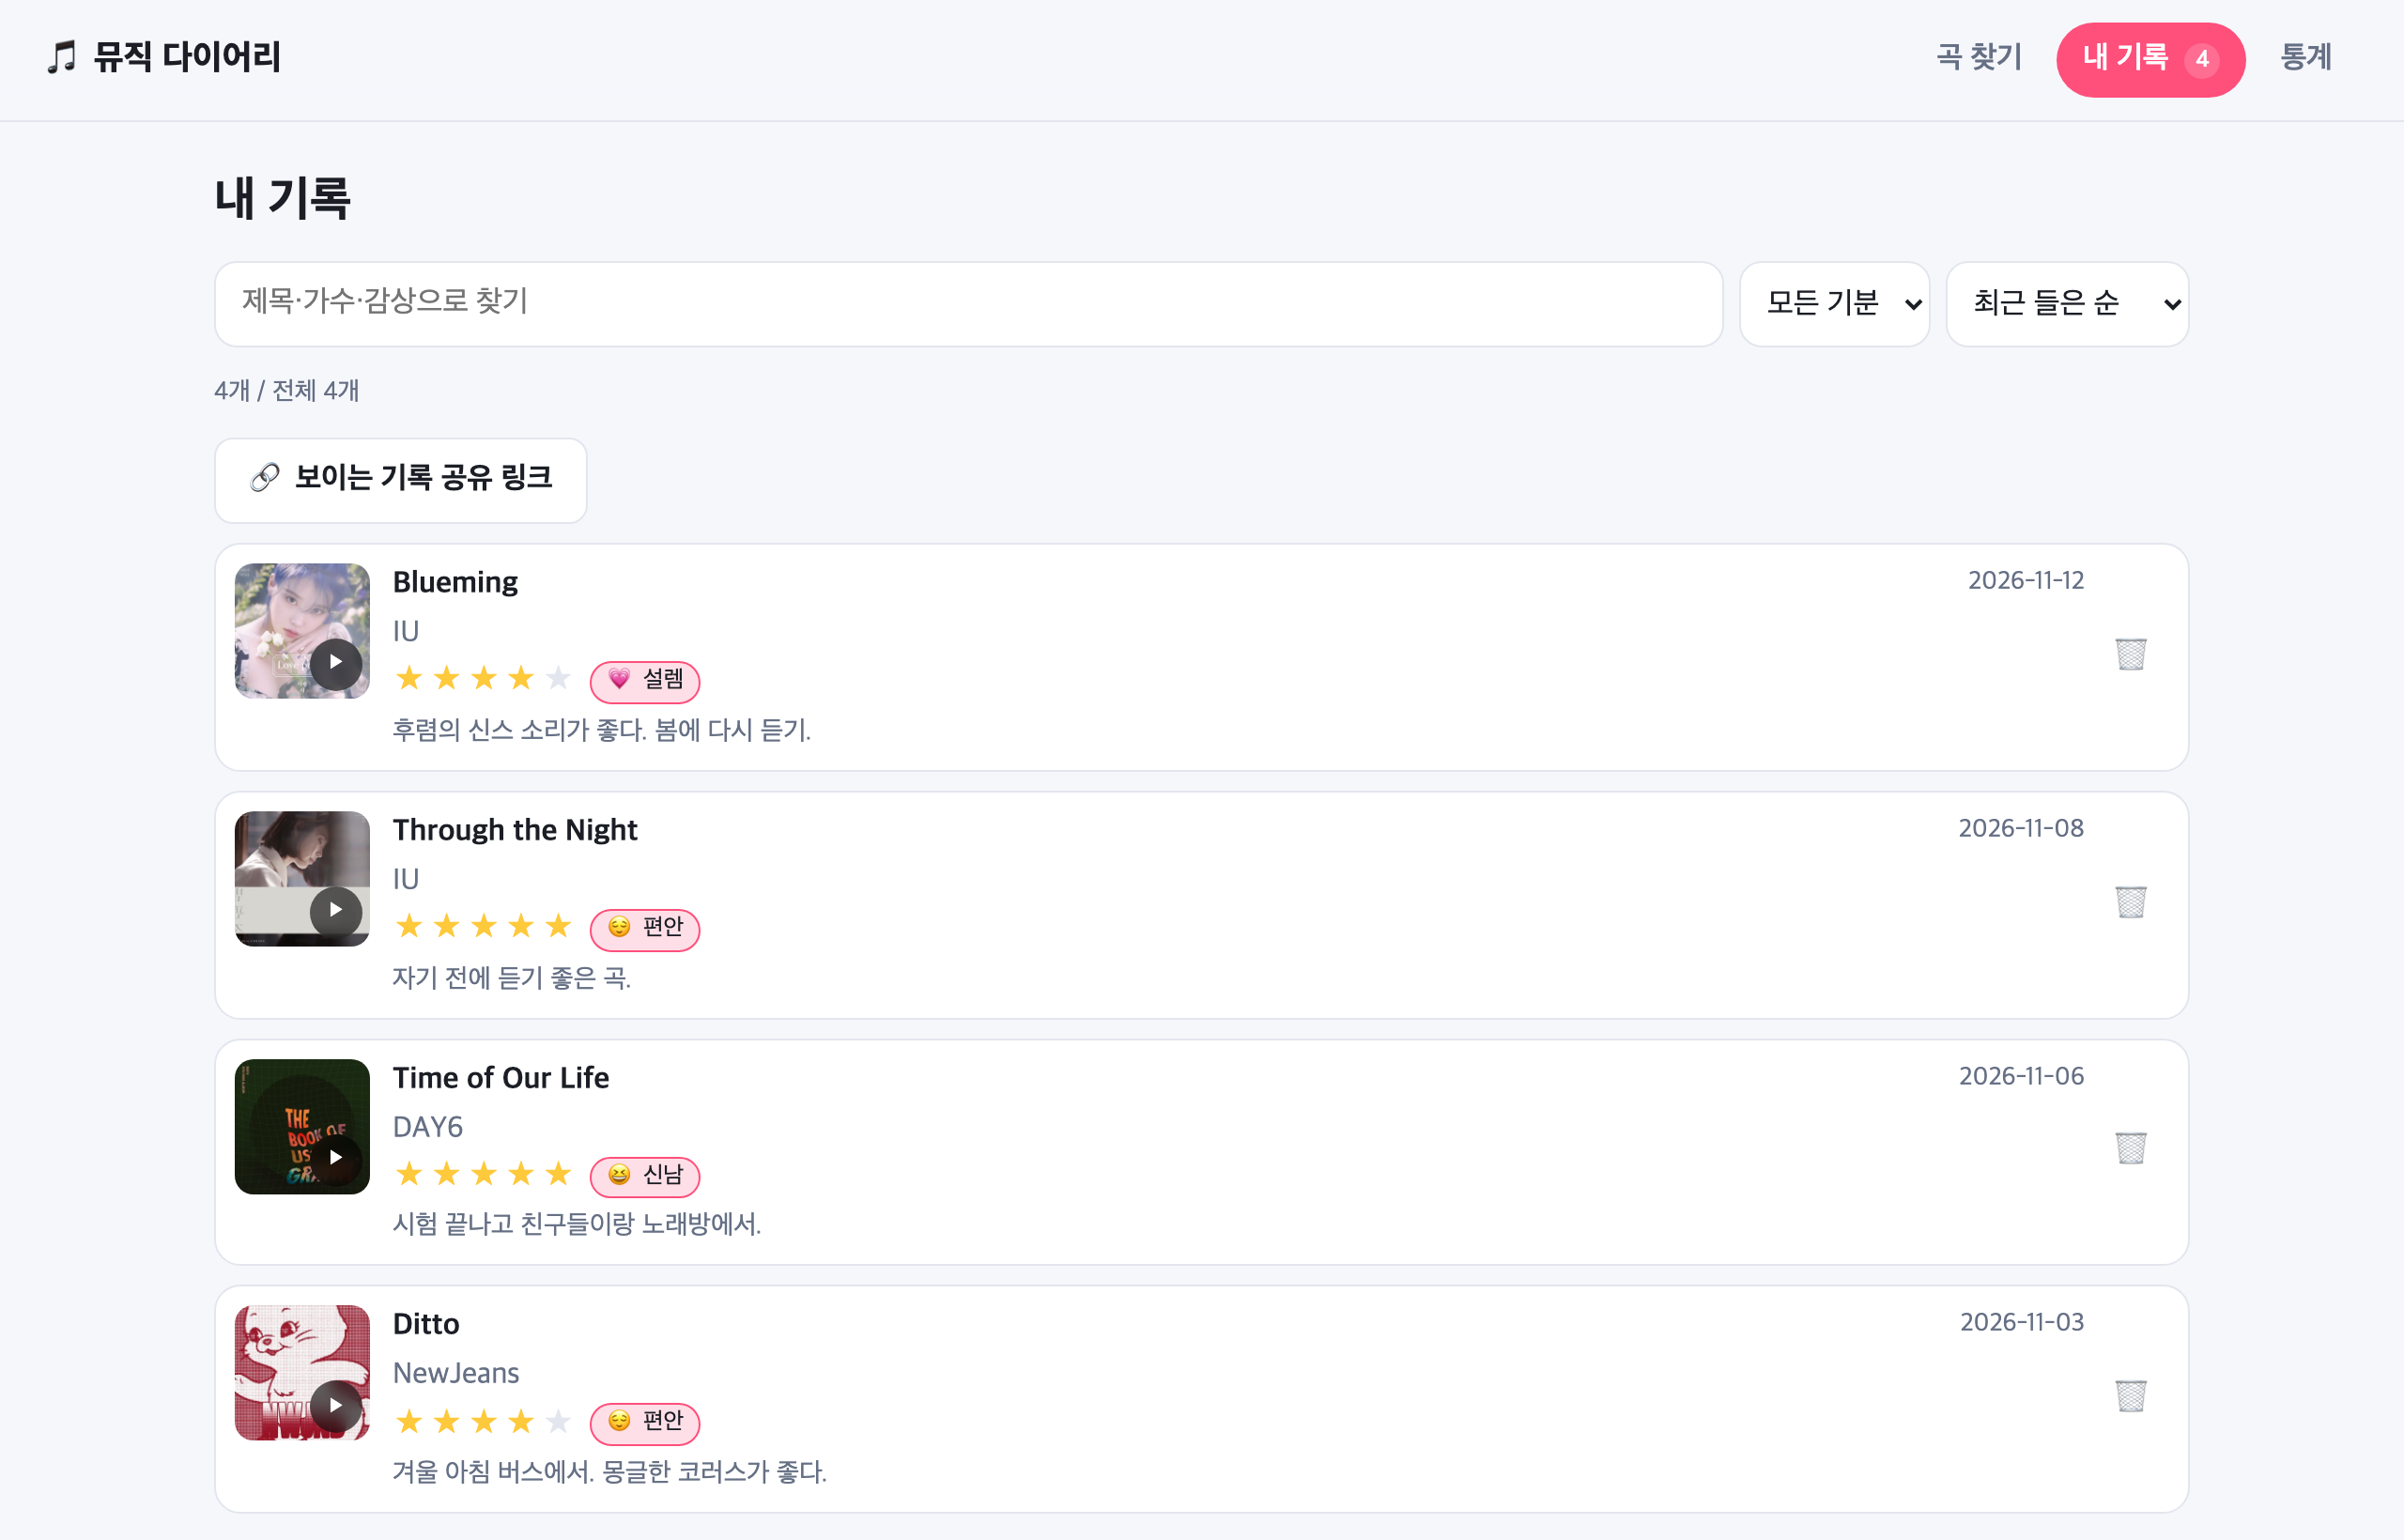 뮤직 다이어리
곡 찾기
내 기록 4
통계
내 기록
제목·가수·감상으로 찾기
모든 기분
최근 들은 순
4개 / 전체 4개
보이는 기록 공유 링크
Blueming
2026-11-12
IU
설렘
후렴의 신스 소리가 좋다. 봄에 다시 듣기.
Through the Night
2026-11-08
IU
편안
자기 전에 듣기 좋은 곡.
THE
BOOK OF
US
Time of Our Life
2026-11-06
DAY6
신남
시험 끝나고 친구들이랑 노래방에서.
Ditto
2026-11-03
NewJeans
편안
겨울 아침 버스에서. 몽글한 코러스가 좋다.